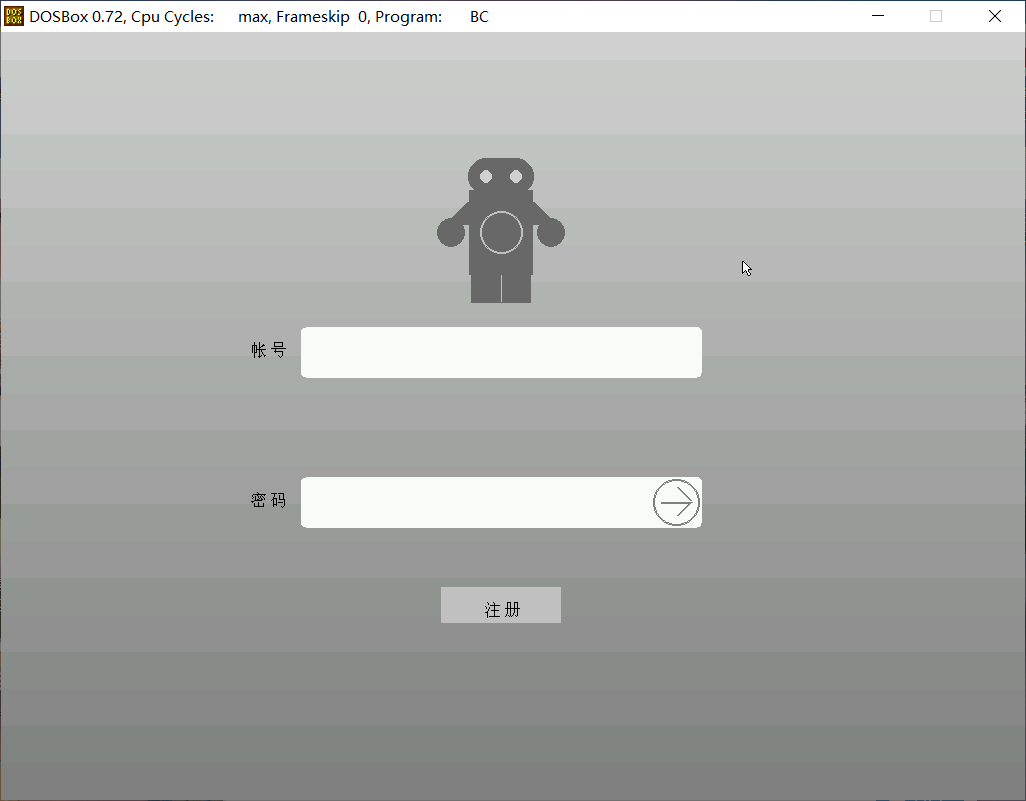 DOSBox 0.72, Cpu Cycles: max, Frameskip 0, Program: BC
帐号
密码
注册